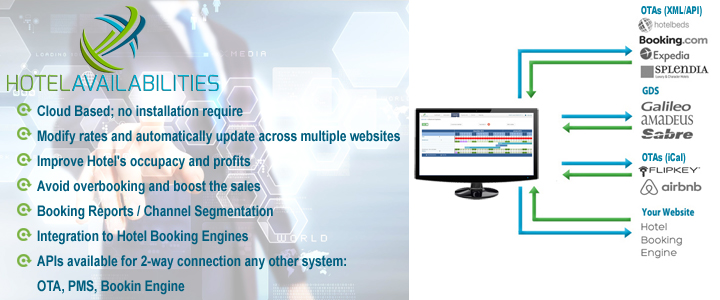 HOTELAVAILABILITIES
Cloud Based; no installation require
Modify rates and automatically update across multiple websites
Improve Hotel's occupacy and profits
Avoid overbooking and boost the sales
Booking Reports / Channel Segmentation
Integration to Hotel Booking Engines
APIs available for 2-way connection any other system:
OTA, PMS, Bookin Engine
MEDIA
WORLD
OTAs (XML/API)
hotelbeds
Booking.com
Expedia
SPLENDIA
GDS
Galileo
AMADEUS
Sabre
OTAs (iCal)
FLIPKEY
airbnb
Your Website
Hotel
Booking
Engine